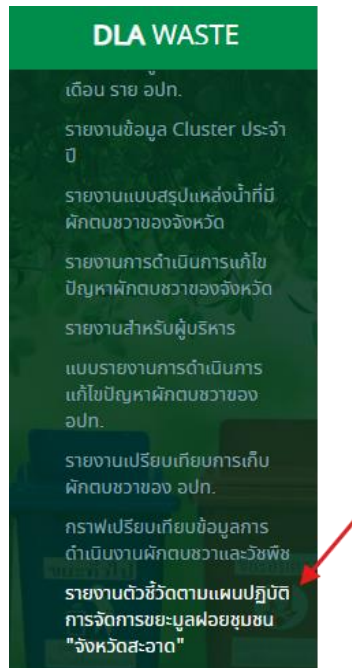 DLA WASTE
เดือน ราย อปท.
รายงานข้อมูล Cluster ประจำ
ปี
รายงานแบบสรุปแหล่งน้ำที่มี
ผักตบชวาของจังหวัด
รายงานการดำเนินการแก้ไข
ปัญหาผักตบชวาของจังหวัด
รายงานสำหรับผู้บริหาร
แบบรายงานการดำเนินการ
แก้ไขปัญหาผักตบชวาของ
อปท.
รายงานเปรียบเทียบการเก็บ
ผักตบชวาของ อปท.
กราฟเปรียบเทียบข้อมูลการ
ดำเนินงานผักตบชวาและวัชพืช
รายงานตัวชี้วัดตามแผนปฏิบัติ
การจัดการขยะมูลฝอยชุมชน
"จังหวัดสะอาด"